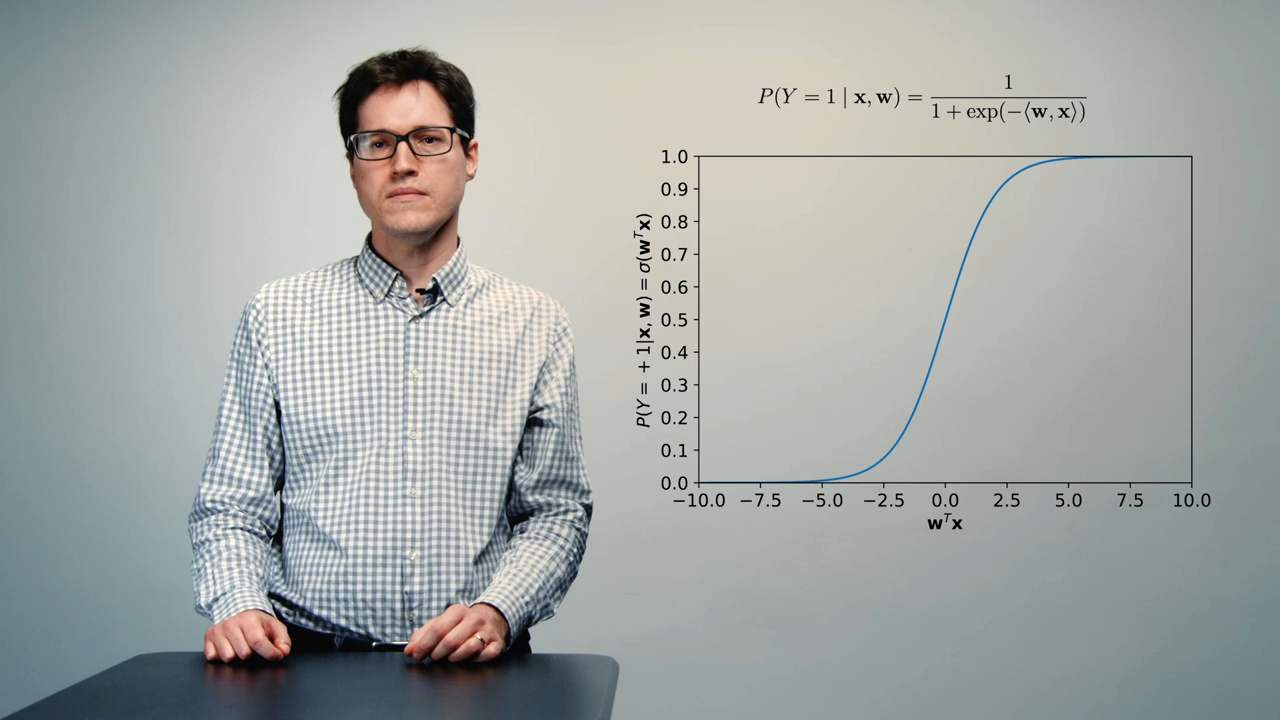 P(Y = 1 | x, w) = 1 / (1 + exp(−⟨w, x⟩))
1.0
0.9
0.8
0.7
0.6
0.5
0.4
0.3
0.2
0.1
0.0
P(Y = + 1|x, w) = σ(wᵀx)
−10.0 −7.5 −5.0 −2.5 0.0 2.5 5.0 7.5 10.0
wᵀx